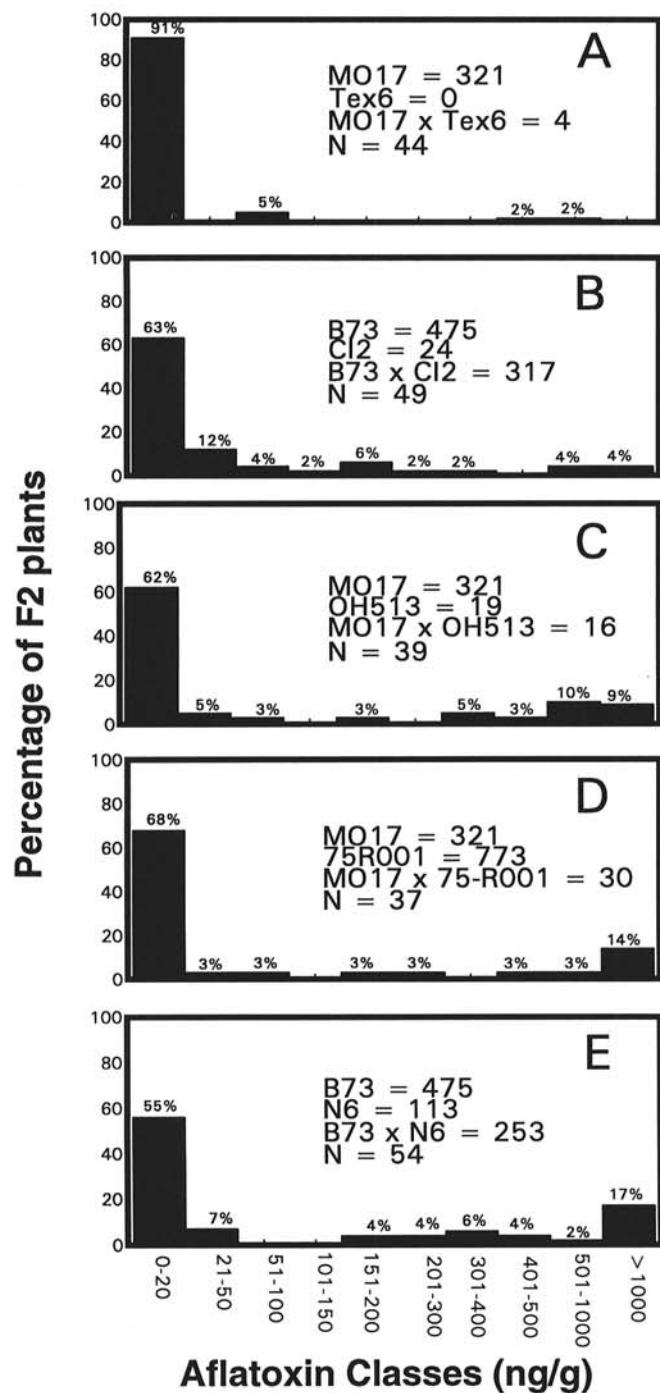 Percentage of F2 plants
100
80
60
40
20
0
91%
5%
2%
2%
A
MO17 = 321
Tex6 = 0
MO17 x Tex6 = 4
N = 44
100
80
60
40
20
0
63%
12%
4%
2%
6%
2%
2%
4%
4%
B
B73 = 475
CI2 = 24
B73 x CI2 = 317
N = 49
100
80
60
40
20
0
62%
5%
3%
3%
5%
3%
10%
9%
C
MO17 = 321
OH513 = 19
MO17 x OH513 = 16
N = 39
100
80
60
40
20
0
68%
3%
3%
3%
3%
3%
3%
14%
D
MO17 = 321
75R001 = 773
MO17 x 75-R001 = 30
N = 37
100
80
60
40
20
0
55%
7%
4%
4%
6%
4%
2%
17%
E
B73 = 475
N6 = 113
B73 x N6 = 253
N = 54
0-20
21-50
51-100
101-150
151-200
201-300
301-400
401-500
501-1000
>1000
Aflatoxin Classes (ng/g)